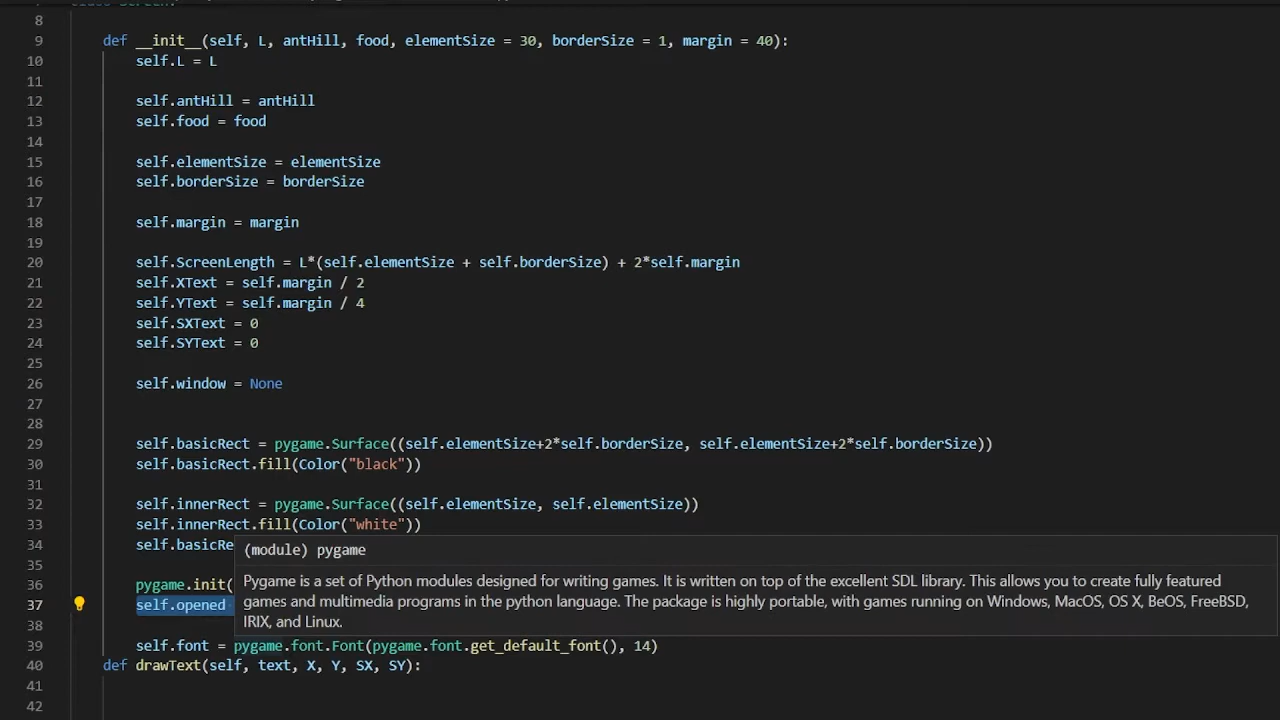 8
9 def __init__(self, L, antHill, food, elementSize = 30, borderSize = 1, margin = 40):
10 self.L = L
11
12 self.antHill = antHill
13 self.food = food
14
15 self.elementSize = elementSize
16 self.borderSize = borderSize
17
18 self.margin = margin
19
20 self.ScreenLength = L*(self.elementSize + self.borderSize) + 2*self.margin
21 self.XText = self.margin / 2
22 self.YText = self.margin / 4
23 self.SXText = 0
24 self.SYText = 0
25
26 self.window = None
27
28
29 self.basicRect = pygame.Surface((self.elementSize+2*self.borderSize, self.elementSize+2*self.borderSize))
30 self.basicRect.fill(Color("black"))
31
32 self.innerRect = pygame.Surface((self.elementSize, self.elementSize))
33 self.innerRect.fill(Color("white"))
34 self.basicRe
(module) pygame
35
36 pygame.init(
Pygame is a set of Python modules designed for writing games. It is written on top of the excellent SDL library. This allows you to create fully featured
37 self.opened
games and multimedia programs in the python language. The package is highly portable, with games running on Windows, MacOS, OS X, BeOS, FreeBSD,
38
IRIX, and Linux.
39 self.font = pygame.font.Font(pygame.font.get_default_font(), 14)
40 def drawText(self, text, X, Y, SX, SY):
41
42